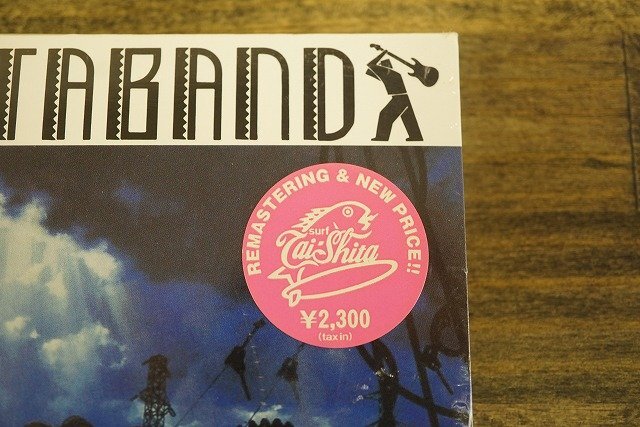 TABAND
REMASTERING & NEW PRICE!!
surf
Tai-Shita
¥2,300
(tax in)